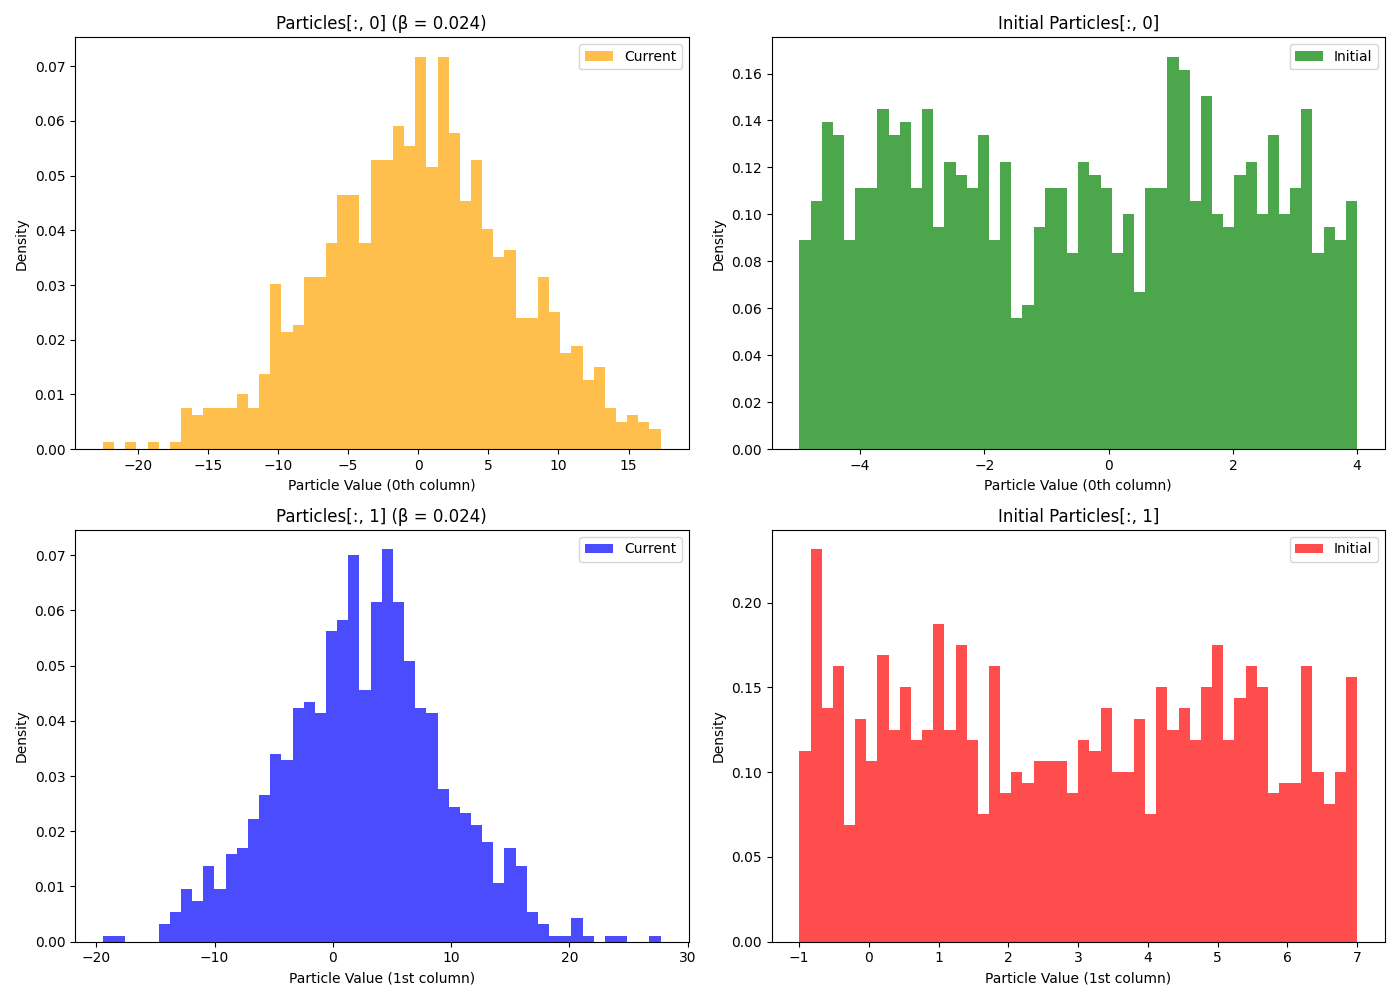 Particles[:, 0] (β = 0.024)
Density
0.07
0.06
0.05
0.04
0.03
0.02
0.01
0.00
Current
−20 −15 −10 −5 0 5 10 15
Particle Value (0th column)
Initial Particles[:, 0]
Density
0.16
0.14
0.12
0.10
0.08
0.06
0.04
0.02
0.00
Initial
−4 −2 0 2 4
Particle Value (0th column)
Particles[:, 1] (β = 0.024)
Density
0.07
0.06
0.05
0.04
0.03
0.02
0.01
0.00
Current
−20 −10 0 10 20 30
Particle Value (1st column)
Initial Particles[:, 1]
Density
0.20
0.15
0.10
0.05
0.00
Initial
−1 0 1 2 3 4 5 6 7
Particle Value (1st column)